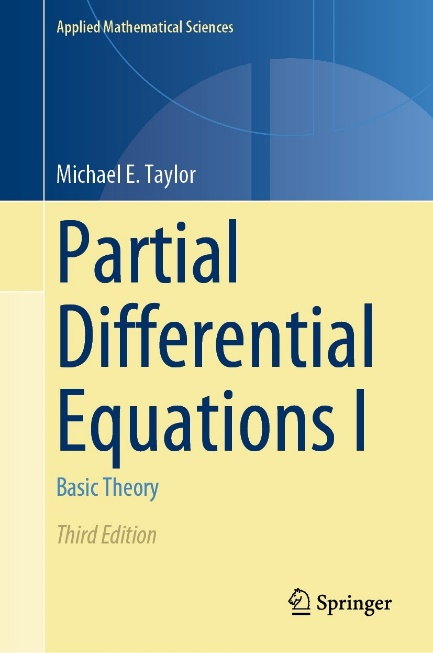 Applied Mathematical Sciences
Michael E. Taylor
Partial
Differential
Equations I
Basic Theory
Third Edition
Springer